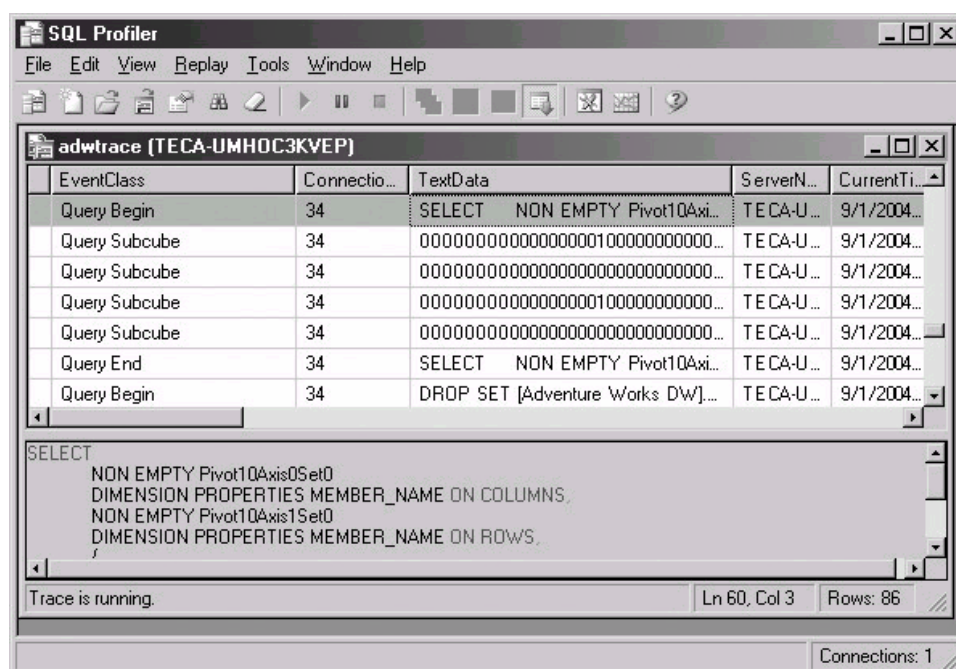 SQL Profiler
File Edit View Replay Tools Window Help
adwtrace (TECA-UMHOC3KVEP)
EventClass Connectio... TextData ServerN... CurrentTi...
Query Begin 34 SELECT NON EMPTY Pivot10Axi... TECA-U... 9/1/2004...
Query Subcube 34 00000000000000000100000000000... TECA-U... 9/1/2004...
Query Subcube 34 00000000000000000000000000000... TECA-U... 9/1/2004...
Query Subcube 34 00000000000000000100000000000... TECA-U... 9/1/2004...
Query Subcube 34 00000000000000000000000000000... TECA-U... 9/1/2004...
Query End 34 SELECT NON EMPTY Pivot10Axi... TECA-U... 9/1/2004...
Query Begin 34 DROP SET [Adventure Works DW].... TECA-U... 9/1/2004...
SELECT
NON EMPTY Pivot10Axis0Set0
DIMENSION PROPERTIES MEMBER_NAME ON COLUMNS,
NON EMPTY Pivot10Axis1Set0
DIMENSION PROPERTIES MEMBER_NAME ON ROWS,
Trace is running. Ln 60, Col 3 Rows: 86
Connections: 1